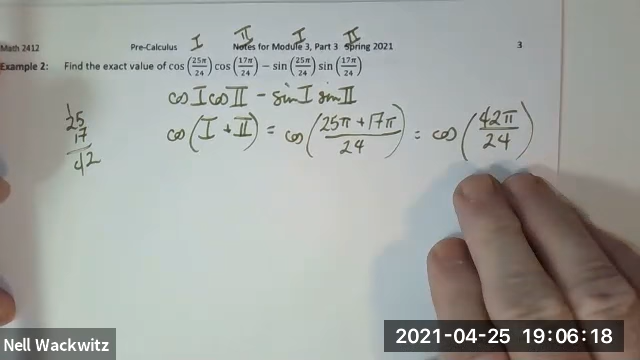 I II I II
Math 2412 Pre-Calculus Notes for Module 3, Part 3 Spring 2021 3
Example 2: Find the exact value of cos (25π/24) cos (17π/24) − sin (25π/24) sin (17π/24)
cos I cos II − sin I sin II
cos (I + II) = cos (25π + 17π / 24) = cos (42π / 24)
1
25
17
42
Nell Wackwitz
2021-04-25 19:06:18